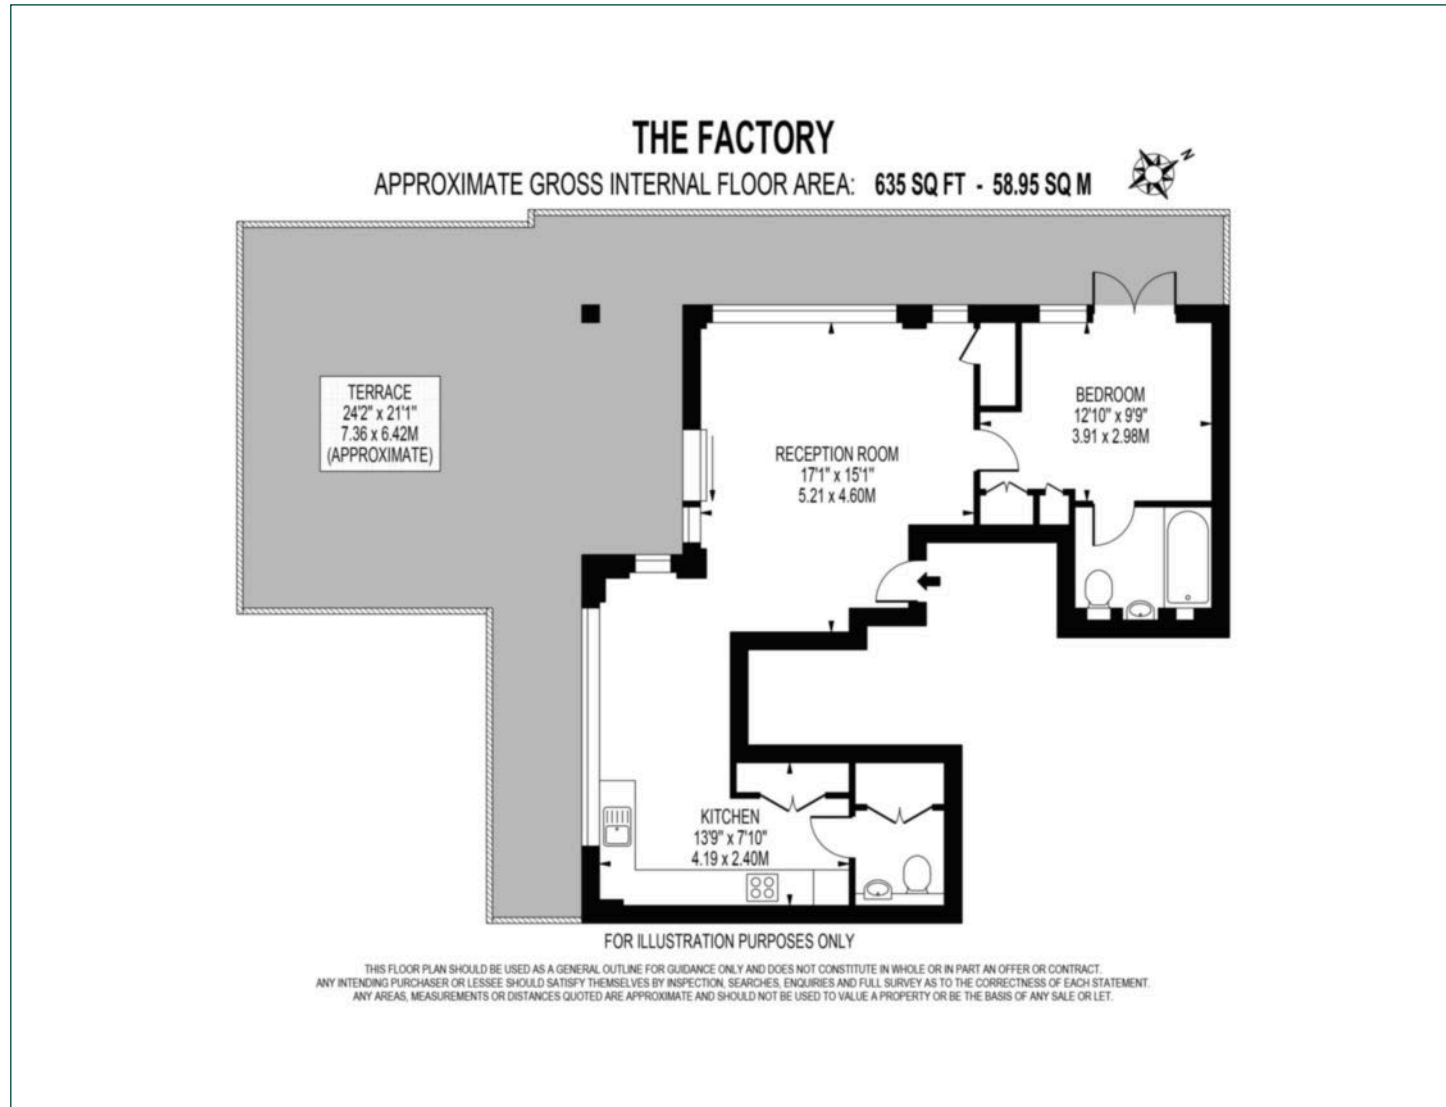 THE FACTORY
APPROXIMATE GROSS INTERNAL FLOOR AREA: 635 SQ FT - 58.95 SQ M
N
TERRACE
24'2" x 21'1"
7.36 x 6.42M
(APPROXIMATE)
BEDROOM
12'10" x 9'9"
3.91 x 2.98M
RECEPTION ROOM
17'1" x 15'1"
5.21 x 4.60M
KITCHEN
13'9" x 7'10"
4.19 x 2.40M
FOR ILLUSTRATION PURPOSES ONLY
THIS FLOOR PLAN SHOULD BE USED AS A GENERAL OUTLINE FOR GUIDANCE ONLY AND DOES NOT CONSTITUTE IN WHOLE OR IN PART AN OFFER OR CONTRACT.
ANY INTENDING PURCHASER OR LESSEE SHOULD SATISFY THEMSELVES BY INSPECTION, SEARCHES, ENQUIRIES AND FULL SURVEY AS TO THE CORRECTNESS OF EACH STATEMENT.
ANY AREAS, MEASUREMENTS OR DISTANCES QUOTED ARE APPROXIMATE AND SHOULD NOT BE USED TO VALUE A PROPERTY OR BE THE BASIS OF ANY SALE OR LET.